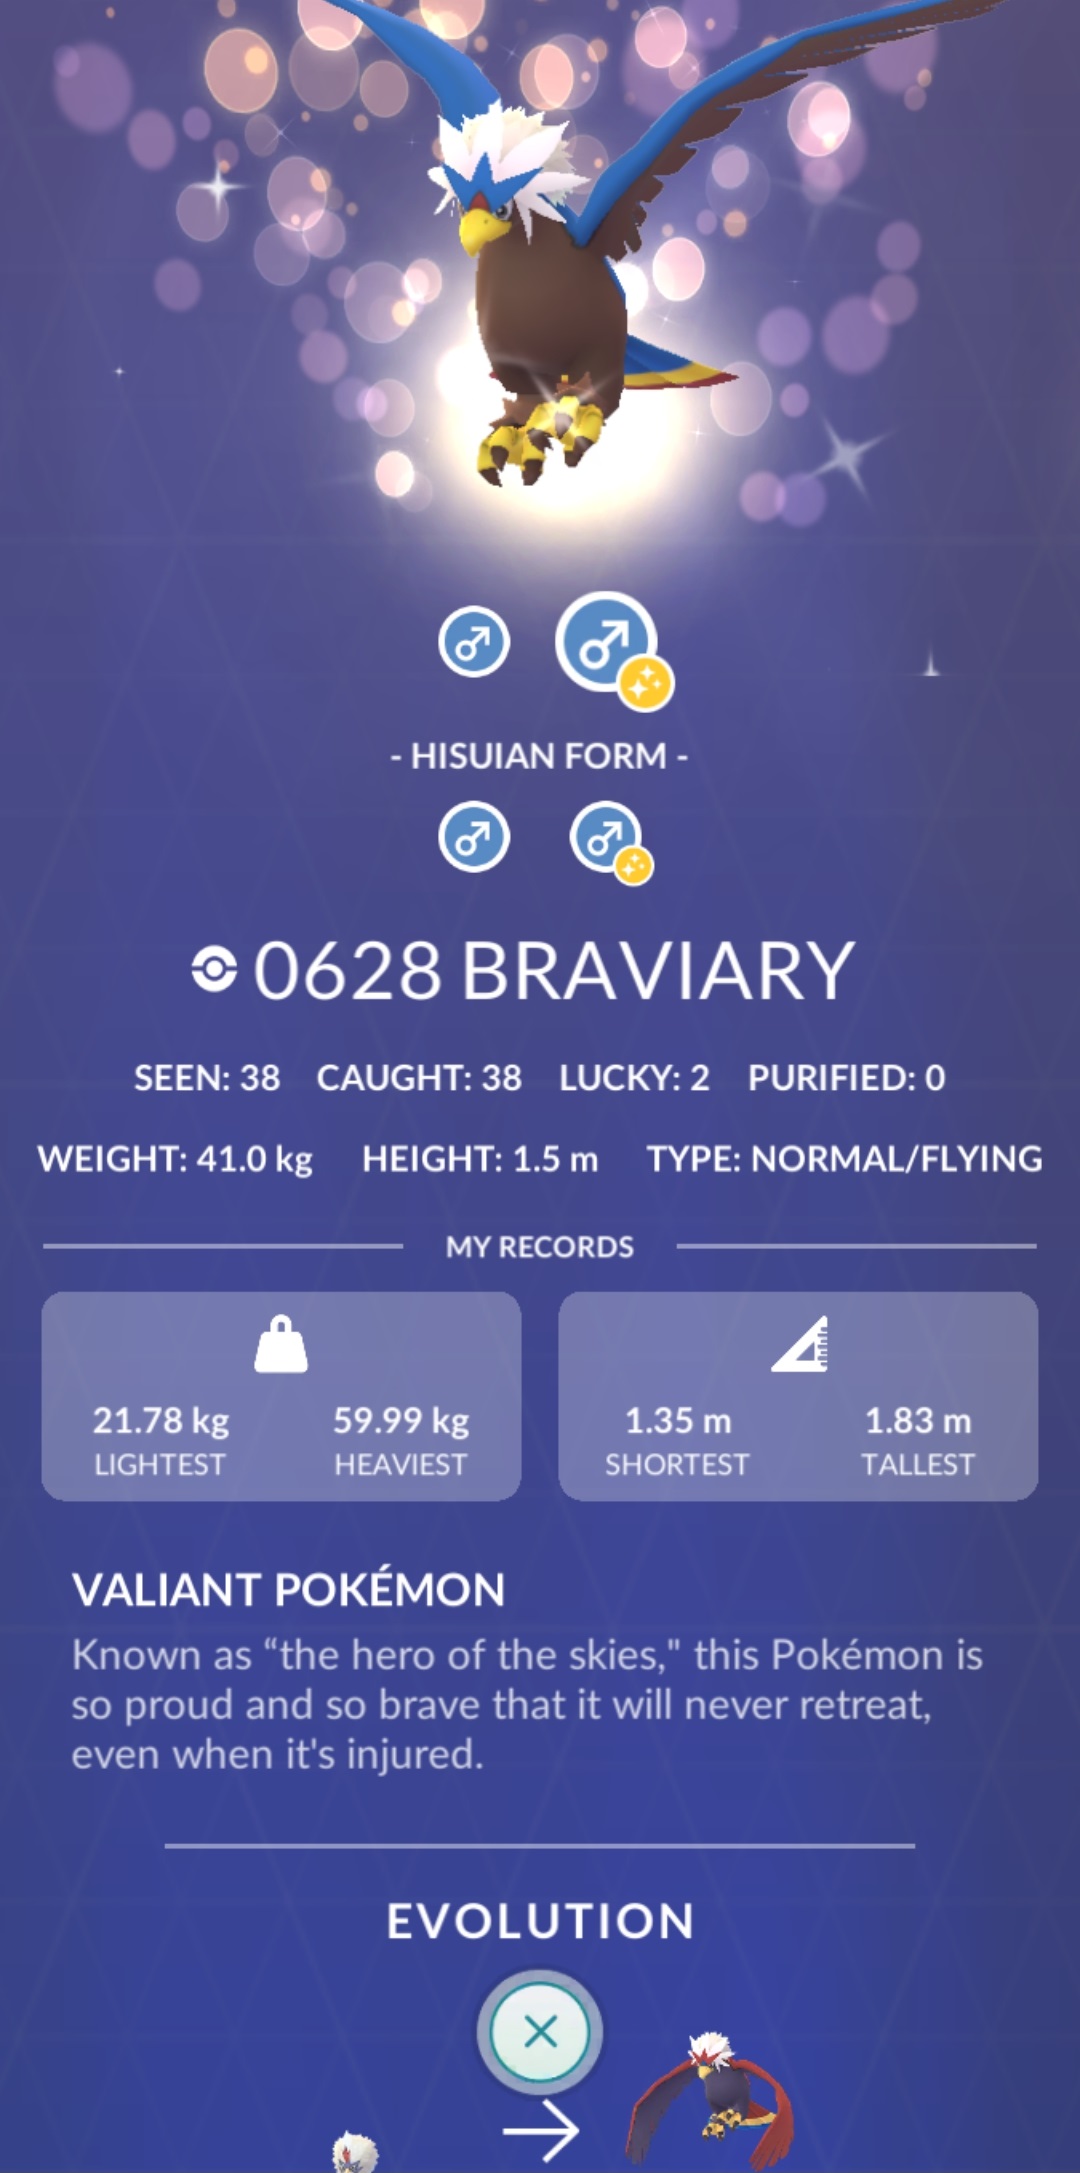 - HISUIAN FORM -
0628 BRAVIARY
SEEN: 38 CAUGHT: 38 LUCKY: 2 PURIFIED: 0
WEIGHT: 41.0 kg HEIGHT: 1.5 m TYPE: NORMAL/FLYING
MY RECORDS
21.78 kg 59.99 kg 1.35 m 1.83 m
LIGHTEST HEAVIEST SHORTEST TALLEST
VALIANT POKÉMON
Known as “the hero of the skies," this Pokémon is
so proud and so brave that it will never retreat,
even when it's injured.
EVOLUTION